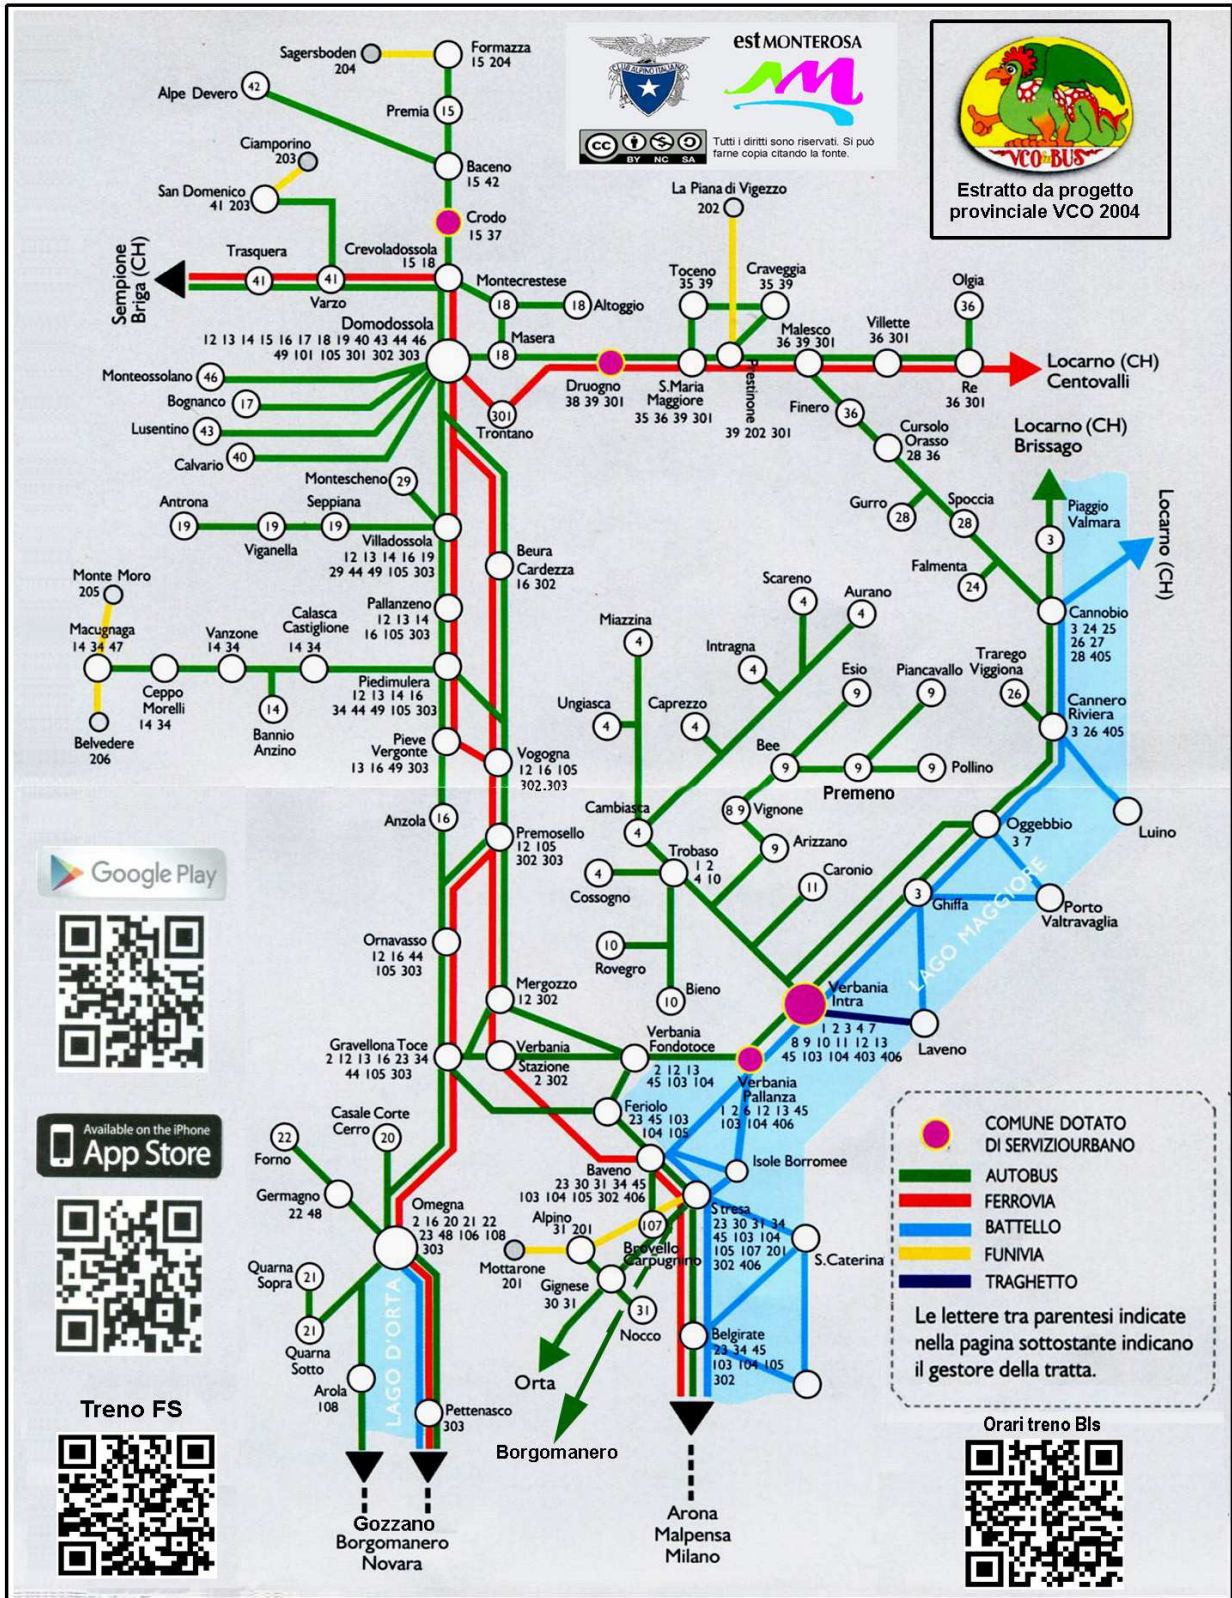 Sagersboden
204
Formazza
15 204
Alpe Devero
42
Premia
15
Ciamporino
203
Baceno
15 42
San Domenico
41 203
Crodo
15 37
CLUB ALPINO ITALIANO
est MONTEROSA
CC BY NC SA
Tutti i diritti sono riservati. Si può
farne copia citando la fonte.
VCO in BUS
Estratto da progetto
provinciale VCO 2004
La Piana di Vigezzo
202
Sempione
Briga (CH)
Trasquera
41
41
Varzo
Crevoladossola
15 18
Montecrestese
18
18
Altoggio
Masera
18
Toceno
35 39
Craveggia
35 39
Olgia
36
Domodossola
12 13 14 15 16 17 18 19 40 43 44 46
49 101 105 301 302 303
Malesco
36 39 301
Villette
36 301
Locarno (CH)
Centovalli
Druogno
38 39 301
S.Maria
Maggiore
35 36 39 301
Prestinone
39 202 301
Re
36 301
Monteossolano
46
Bognanco
17
Lusentino
43
Calvario
40
301
Trontano
Finero
36
Cursolo
Orasso
28 36
Locarno (CH)
Brissago
Montescheno
29
Antrona
19
Viganella
19
Seppiana
19
Villadossola
12 13 14 16 19
29 44 49 105 303
Gurro
28
Spoccia
28
Falmenta
24
Piaggio
Valmara
3
Locarno (CH)
Beura
Cardezza
16 302
Monte Moro
205
Macugnaga
14 34 47
Belvedere
206
Ceppo
Morelli
14 34
Vanzone
14 34
Calasca
Castiglione
14 34
14
Bannio
Anzino
Pallanzeno
12 13 14
16 105 303
Piedimulera
12 13 14 16
34 44 49 105 303
Scareno
4
Aurano
4
Miazzina
4
Intragna
4
Ungiasca
4
Caprezzo
4
Esio
9
Piancavallo
9
Trarego
Viggiona
26
Cannobio
3 24 25
26 27
28 405
Cannero
Riviera
3 26 405
Pieve
Vergonte
13 16 49 303
Vogogna
12 16 105
302.303
Bee
9
9
Premeno
9
Pollino
Anzola
16
Premosello
12 105
302 303
Cambiasca
4
8 9
Vignone
9
Arizzano
Oggebbio
3 7
Luino
Trobaso
1 2
4 10
4
Cossogno
Caronio
11
3
Ghiffa
Porto
Valtravaglia
LAGO MAGGIORE
Google Play
Ornavasso
12 16 44
105 303
10
Rovegro
10
Bieno
Mergozzo
12 302
Verbania
Intra
1 2 3 4 7
8 9 10 11 12 13
45 103 104 403 406
Laveno
Gravellona Toce
2 12 13 16 23 34
44 105 303
Verbania
Stazione
2 302
Verbania
Fondotoce
2 12 13
45 103 104
Verbania
Pallanza
1 2 6 12 13 45
103 104 406
Feriolo
23 45 103
104 105
Available on the iPhone
App Store
Casale Corte
Cerro
20
22
Forno
Germagno
22 48
Baveno
23 30 31 34 45
103 104 105 302 406
Isole Borromee
Omegna
2 16 20 21 22
23 48 106 108
303
Alpino
31 201
107
Brovello
Carpugnino
Stresa
23 30 31 34
45 103 104
105 107 201
302 406
S.Caterina
Mottarone
201
Gignese
30 31
31
Nocco
Quarna
Sopra
21
21
Quarna
Sotto
LAGO D'ORTA
Arola
108
Pettenasco
303
Orta
Belgirate
23 34 45
103 104 105
302
COMUNE DOTATO
DI SERVIZIOURBANO
AUTOBUS
FERROVIA
BATTELLO
FUNIVIA
TRAGHETTO
Le lettere tra parentesi indicate
nella pagina sottostante indicano
il gestore della tratta.
Treno FS
Borgomanero
Orari treno Bls
Gozzano
Borgomanero
Novara
Arona
Malpensa
Milano